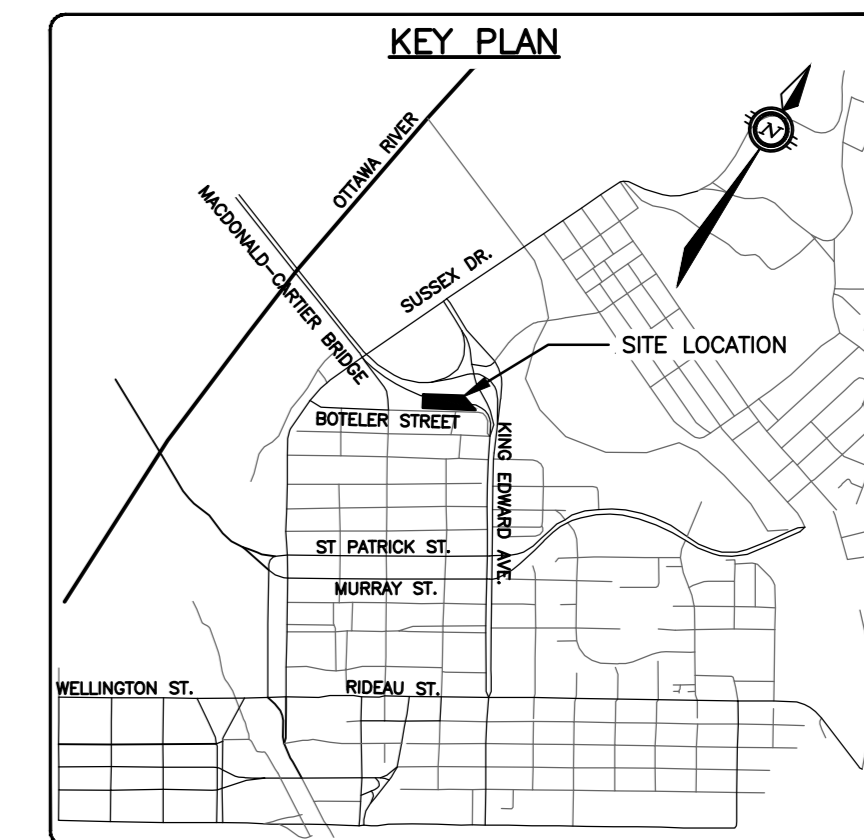 KEY PLAN
N
OTTAWA RIVER
MACDONALD-CARTIER BRIDGE
SUSSEX DR.
SITE LOCATION
BOTELER STREET
KING EDWARD AVE.
ST PATRICK ST.
MURRAY ST.
WELLINGTON ST.
RIDEAU ST.